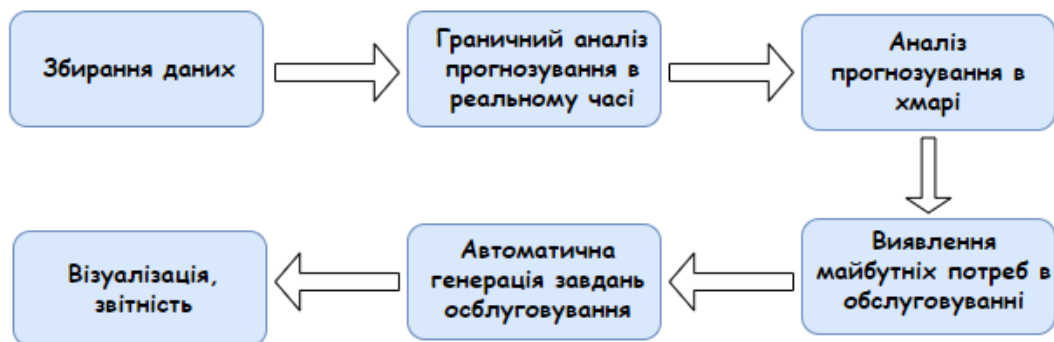 Збирання даних
Граничний аналіз
прогнозування в
реальному часі
Аналіз
прогнозування в
хмарі
Виявлення
майбутніх потреб в
обслуговуванні
Автоматична
генерація завдань
осблуговування
Візуалізація,
звітність